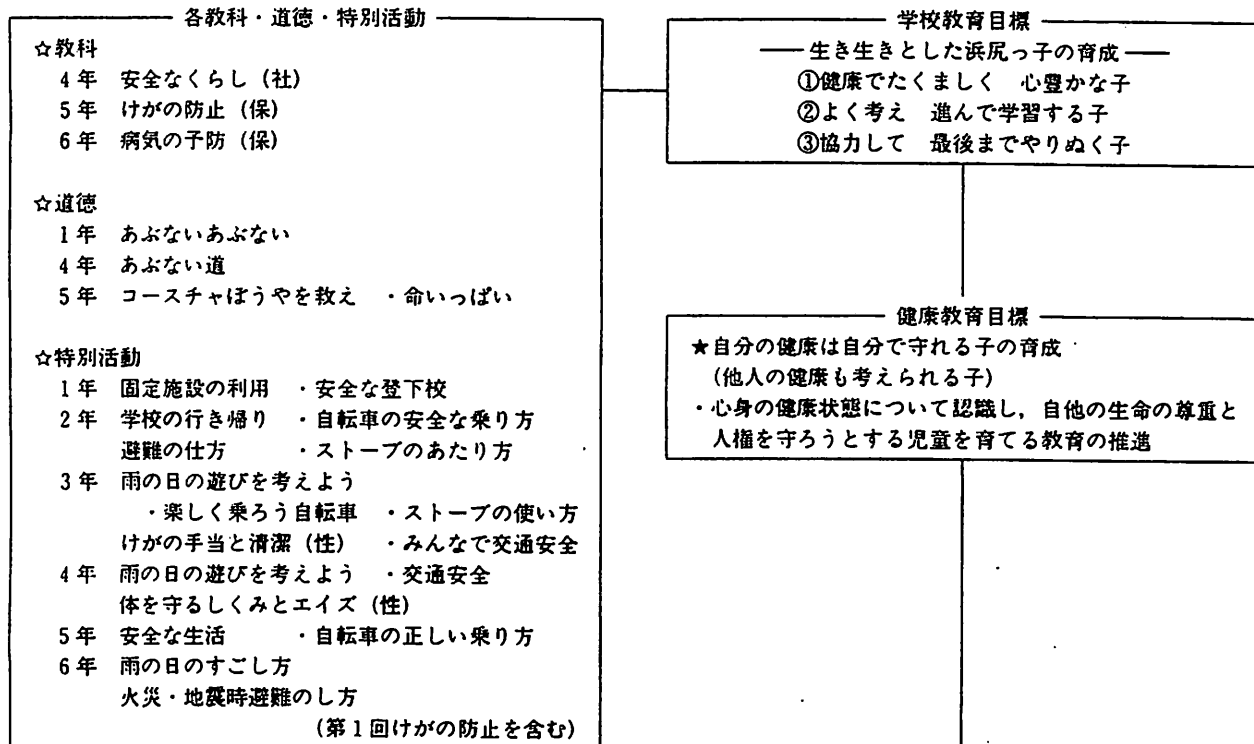 各教科・道徳・特別活動
☆教科
4年 安全なくらし（社）
5年 けがの防止（保）
6年 病気の予防（保）
☆道徳
1年 あぶないあぶない
4年 あぶない道
5年 コースチャぼうやを救え ・命いっぱい
☆特別活動
1年 固定施設の利用 ・安全な登下校
2年 学校の行き帰り ・自転車の安全な乗り方
避難の仕方 ・ストーブのあたり方
3年 雨の日の遊びを考えよう
・楽しく乗ろう自転車 ・ストーブの使い方
けがの手当と清潔（性） ・みんなで交通安全
4年 雨の日の遊びを考えよう ・交通安全
体を守るしくみとエイズ（性）
5年 安全な生活 ・自転車の正しい乗り方
6年 雨の日のすごし方
火災・地震時避難のし方
（第1回けがの防止を含む）
学校教育目標
生き生きとした浜尻っ子の育成
①健康でたくましく 心豊かな子
②よく考え 進んで学習する子
③協力して 最後までやりぬく子
健康教育目標
★自分の健康は自分で守れる子の育成
（他人の健康も考えられる子）
・心身の健康状態について認識し，自他の生命の尊重と
人権を守ろうとする児童を育てる教育の推進